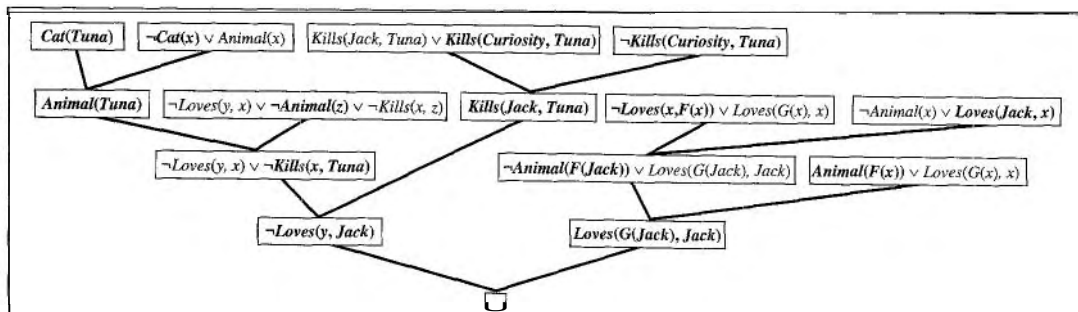 Cat(Tuna) ¬Cat(x) ∨ Animal(x) Kills(Jack, Tuna) ∨ Kills(Curiosity, Tuna) ¬Kills(Curiosity, Tuna)
Animal(Tuna) ¬Loves(y, x) ∨ ¬Animal(z) ∨ ¬Kills(x, z) Kills(Jack, Tuna) ¬Loves(x,F(x)) ∨ Loves(G(x), x) ¬Animal(x) ∨ Loves(Jack, x)
¬Loves(y, x) ∨ ¬Kills(x, Tuna) ¬Animal(F(Jack)) ∨ Loves(G(Jack), Jack) Animal(F(x)) ∨ Loves(G(x), x)
¬Loves(y, Jack) Loves(G(Jack), Jack)